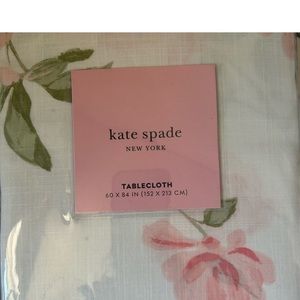 kate spade
NEW YORK
TABLECLOTH
60 X 84 IN (152 X 213 CM)